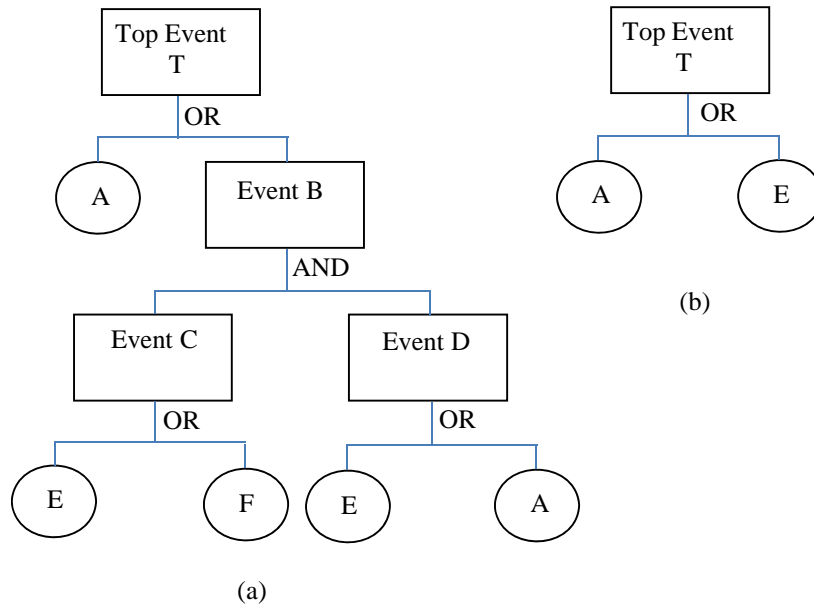 Top Event
T
OR
A
Event B
AND
Event C
Event D
OR
OR
E
F
E
A
(a)
Top Event
T
OR
A
E
(b)